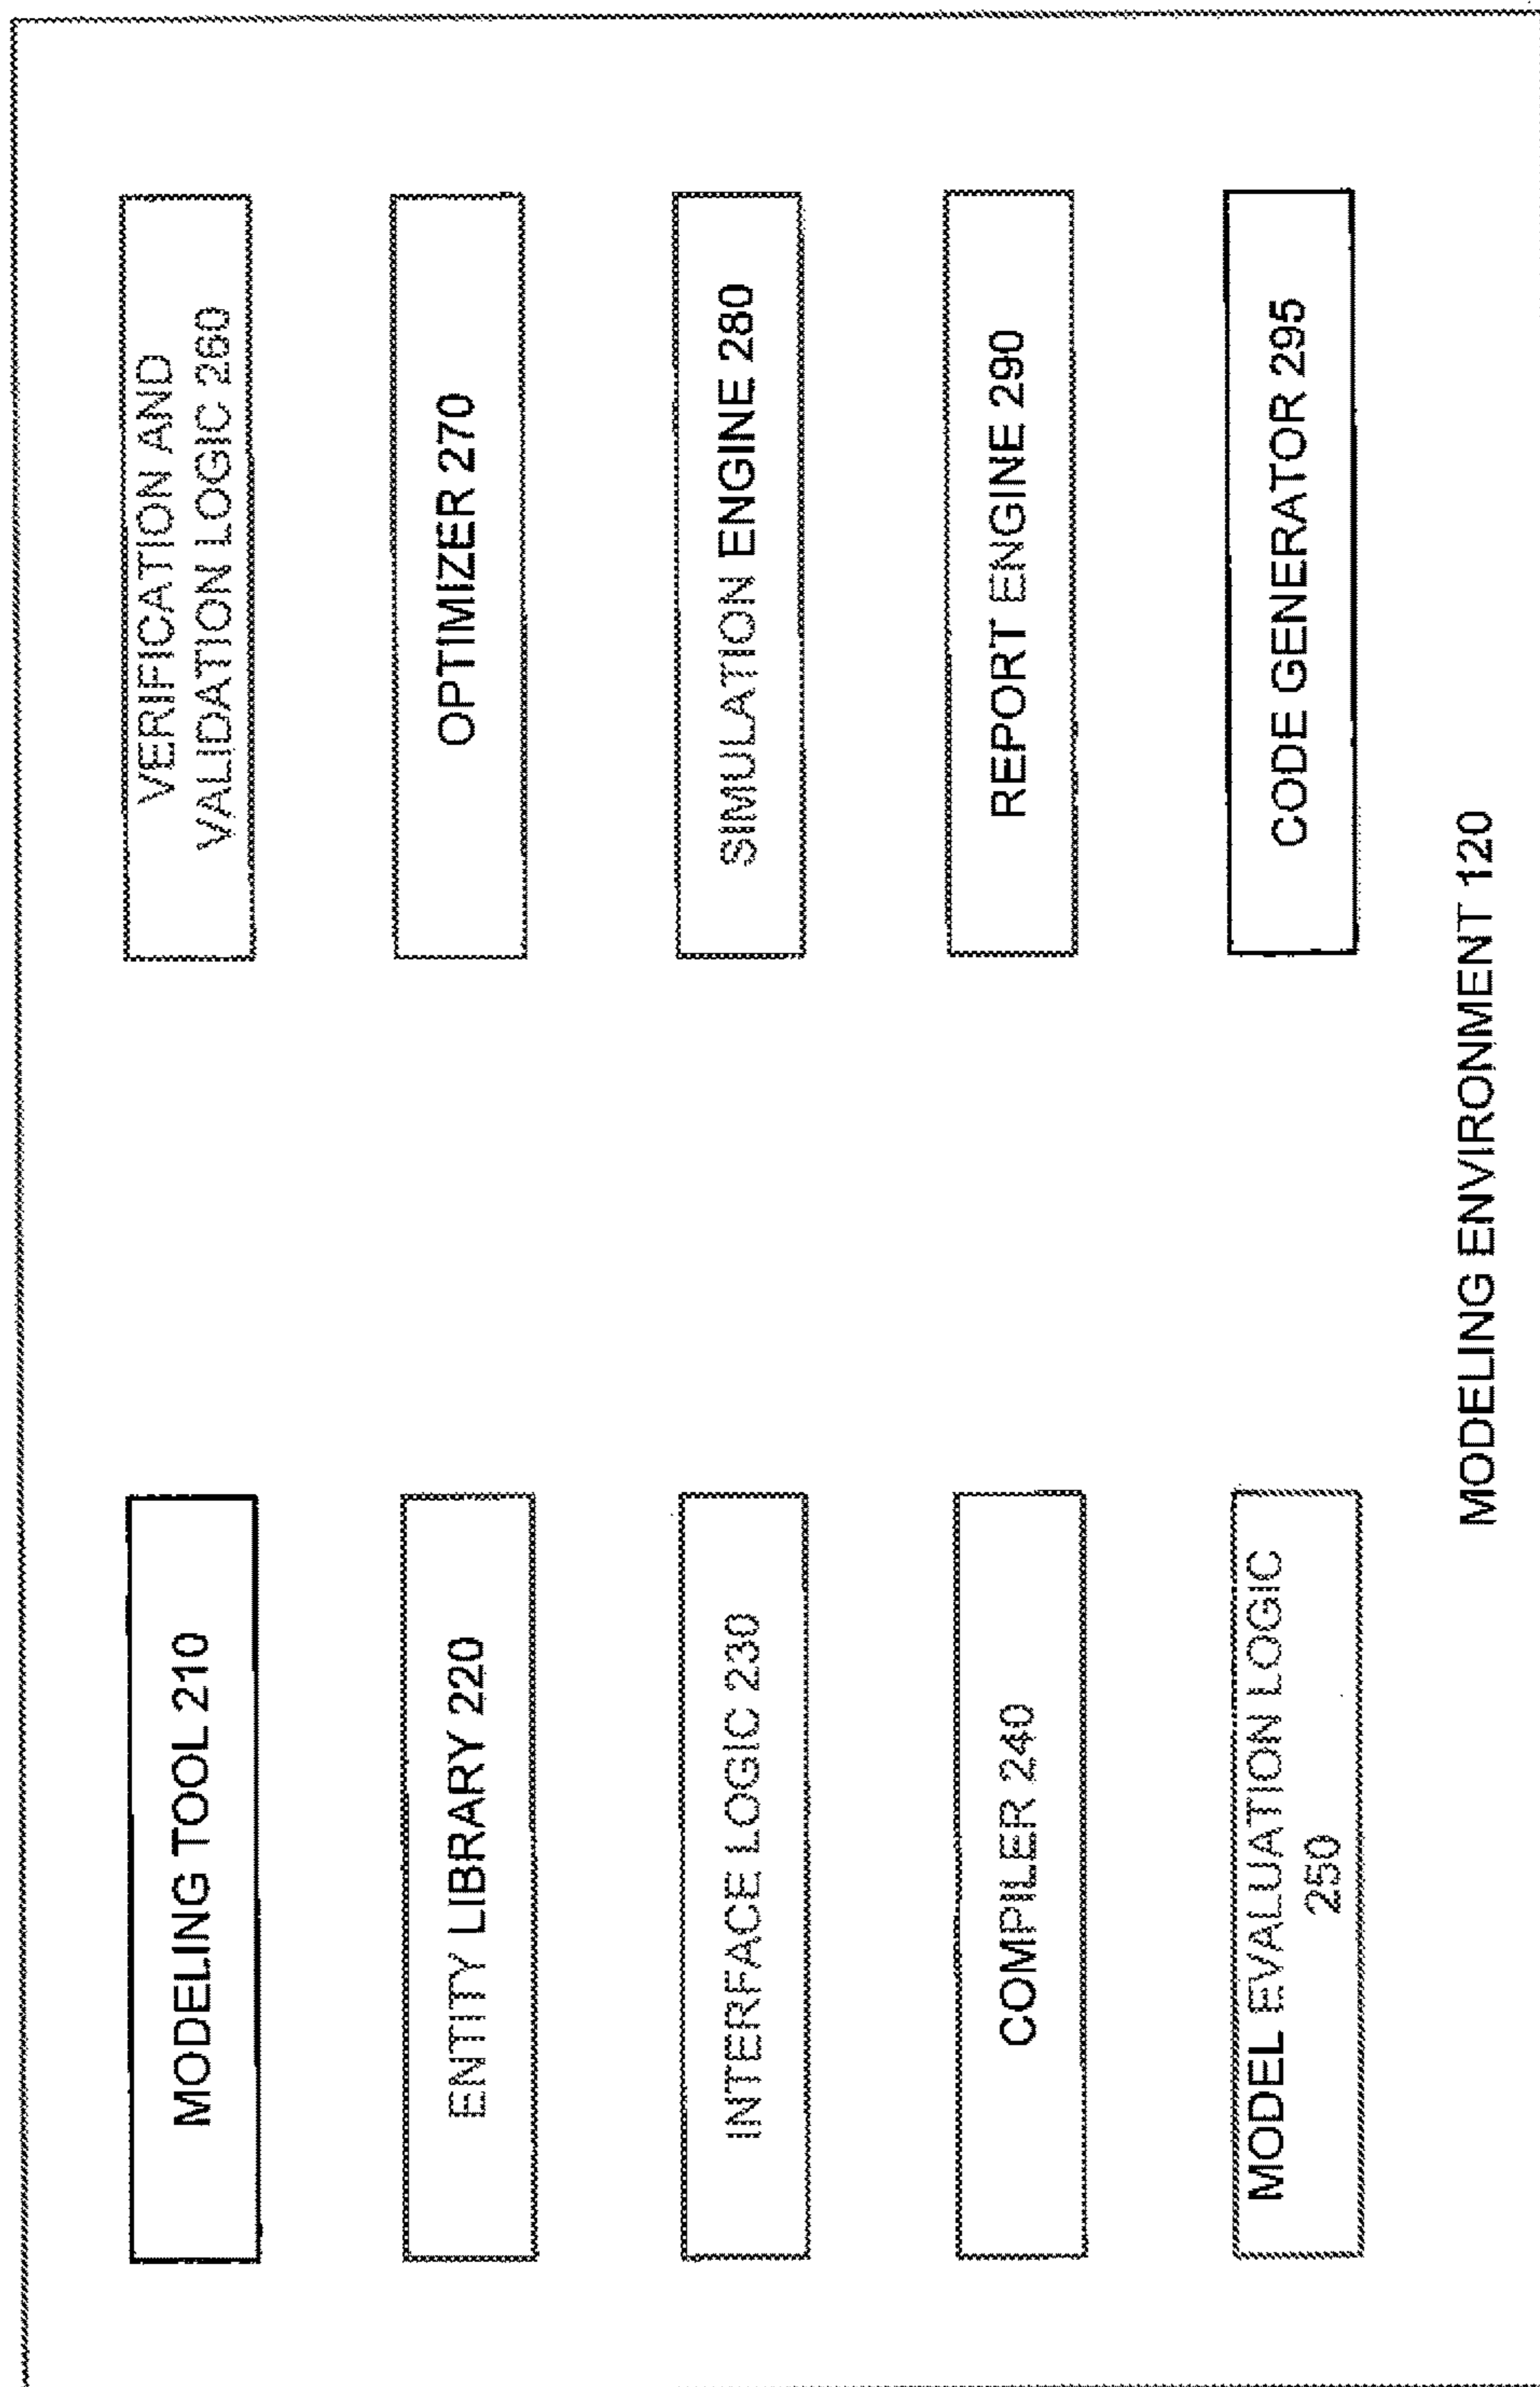 MODELING TOOL 210
ENTITY LIBRARY 220
INTERFACE LOGIC 230
COMPILER 240
MODEL EVALUATION LOGIC
250
VERIFICATION AND
VALIDATION LOGIC 260
OPTIMIZER 270
SIMULATION ENGINE 280
REPORT ENGINE 290
CODE GENERATOR 295
MODELING ENVIRONMENT 120